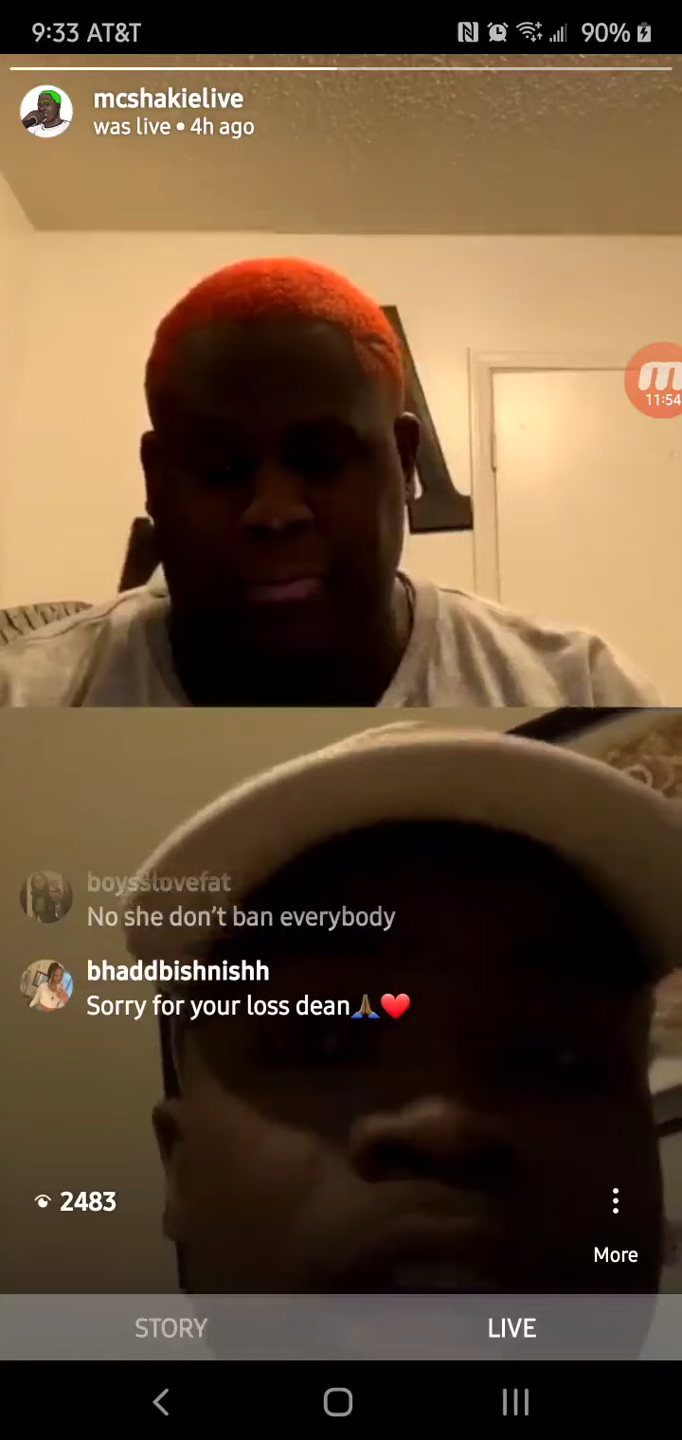 9:33 AT&T
90%
mcshakielive
was live • 4h ago
m
11:54
boysslovefat
No she don't ban everybody
bhaddbishnishh
Sorry for your loss dean🙏🏾❤️
2483
More
STORY
LIVE